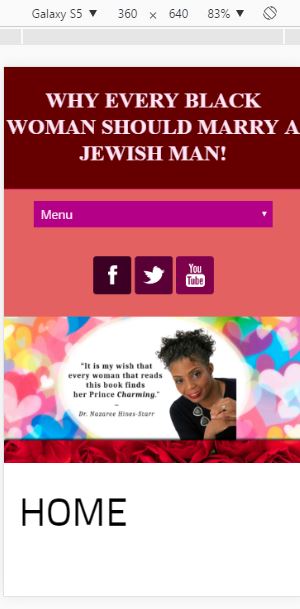 Galaxy S5 ▼ 360 × 640 83% ▼
WHY EVERY BLACK
WOMAN SHOULD MARRY A
JEWISH MAN!
Menu
f
You
Tube
"It is my wish that
every woman that reads
this book finds
her Prince Charming."
–
Dr. Nazaree Hines-Starr
HOME